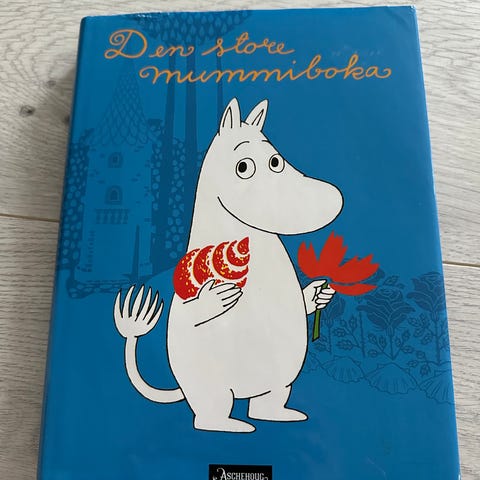 Den store
mummiboka
ASCHEHOUG